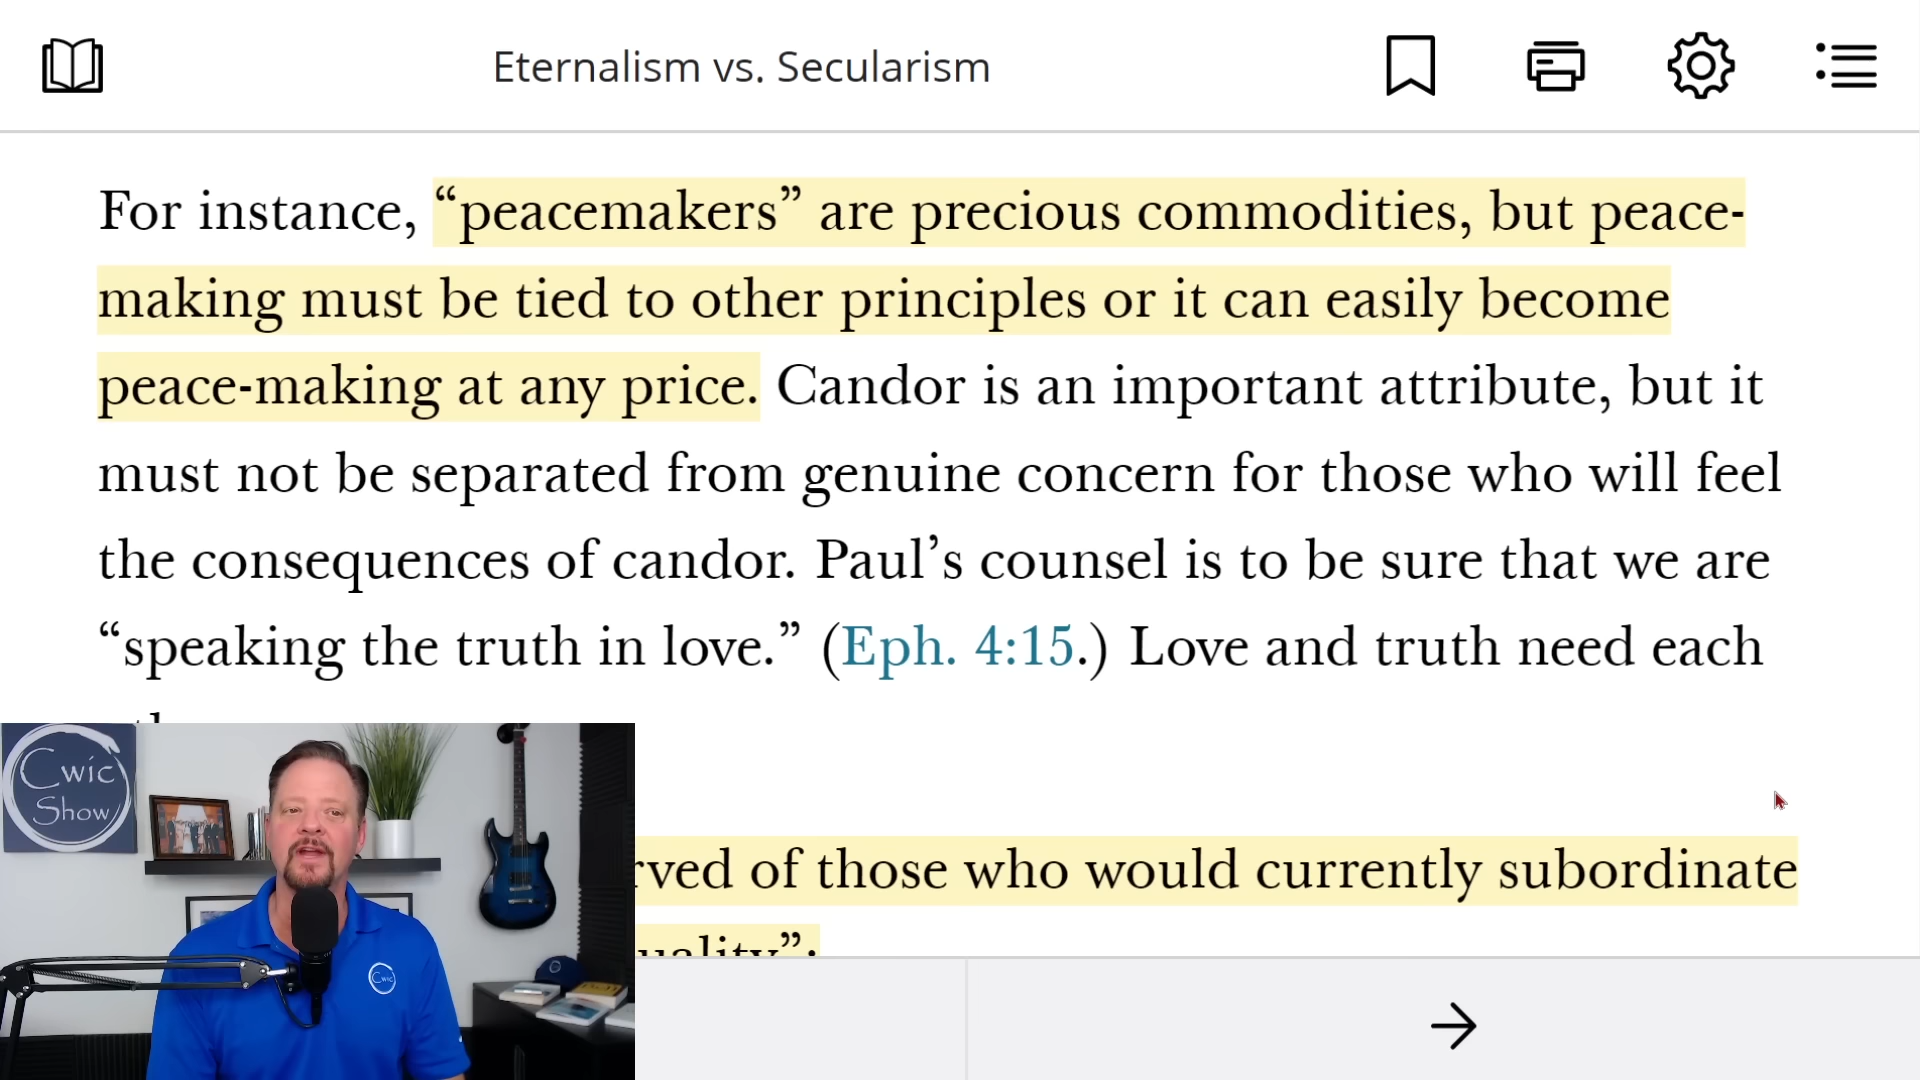 Eternalism vs. Secularism
For instance, “peacemakers” are precious commodities, but peace-
making must be tied to other principles or it can easily become
peace-making at any price. Candor is an important attribute, but it
must not be separated from genuine concern for those who will feel
the consequences of candor. Paul’s counsel is to be sure that we are
“speaking the truth in love.” (Eph. 4:15.) Love and truth need each
Cwic
Show
of those who would currently subordinate
Cwic